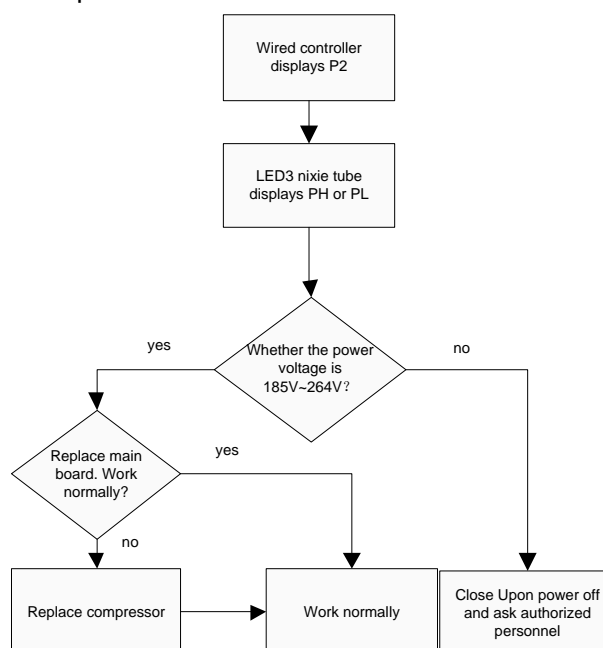 Wired controller
displays P2
LED3 nixie tube
displays PH or PL
Whether the power
voltage is
185V~264V?
yes
no
Replace main
board. Work
normally?
yes
no
Replace compressor
Work normally
Close Upon power off
and ask authorized
personnel